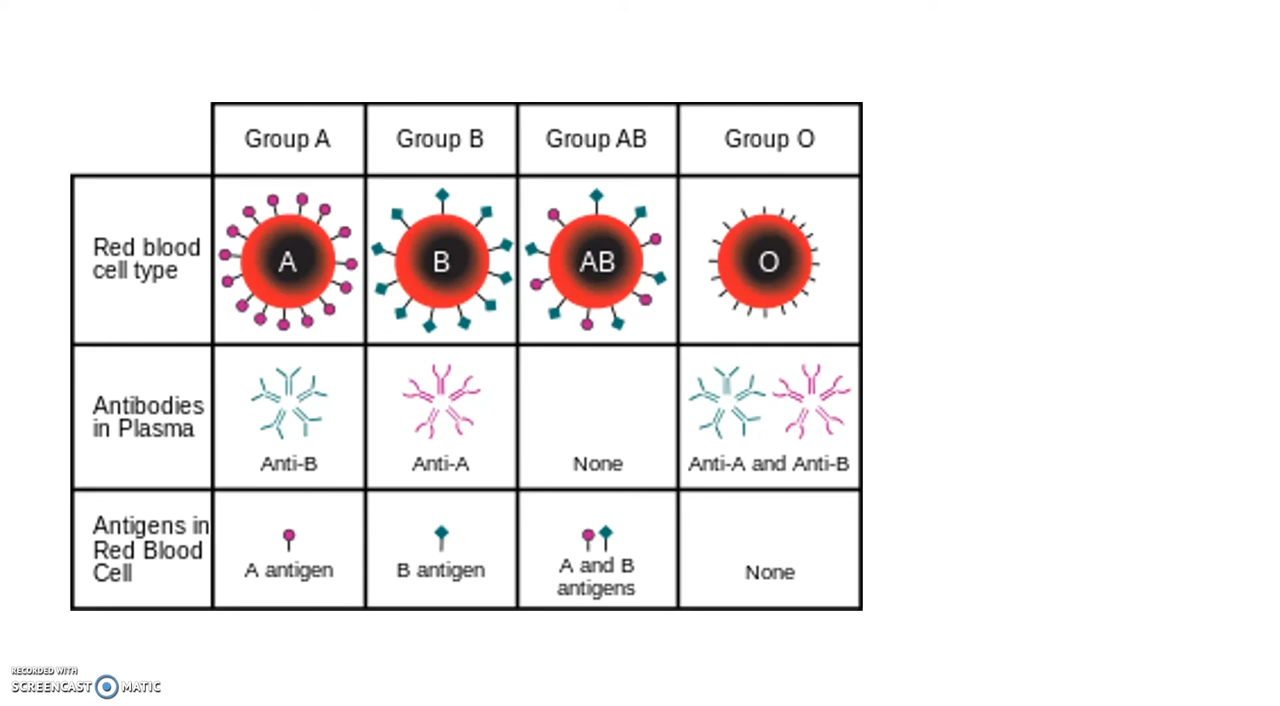 Group A
Group B
Group AB
Group O
Red blood
cell type
A
B
AB
O
Antibodies
in Plasma
Anti-B
Anti-A
None
Anti-A and Anti-B
Antigens in
Red Blood
Cell
A antigen
B antigen
A and B
antigens
None
RECORDED WITH
SCREENCAST MATIC